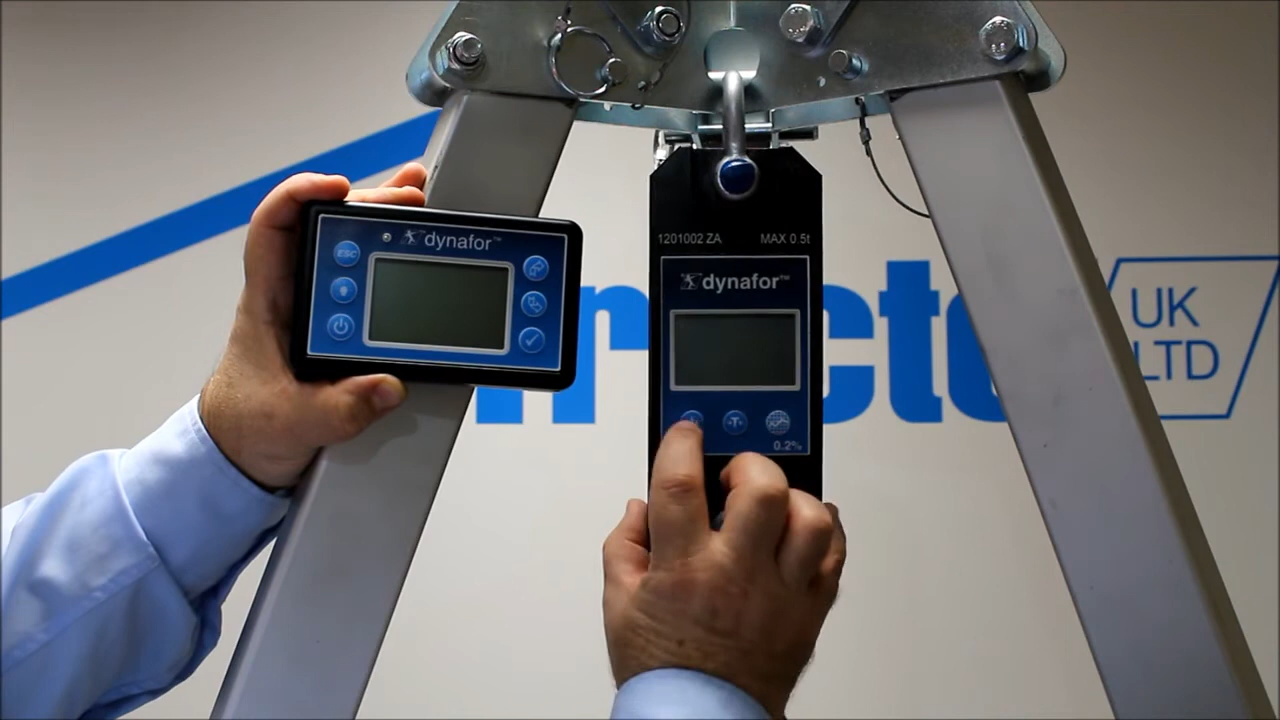 dynafor™
ESC
1201002 ZA MAX 0.5t
dynafor™
-T-
0.2%
UK
LTD